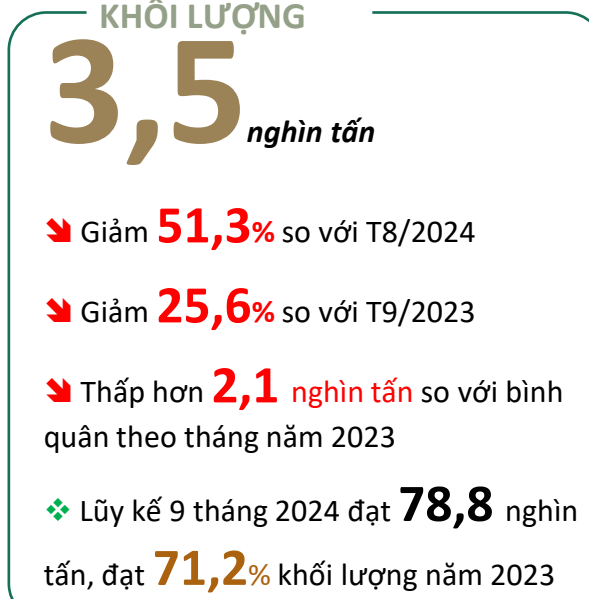 KHỐI LƯỢNG
3,5 nghìn tấn
Giảm 51,3% so với T8/2024
Giảm 25,6% so với T9/2023
Thấp hơn 2,1 nghìn tấn so với bình
quân theo tháng năm 2023
Lũy kế 9 tháng 2024 đạt 78,8 nghìn
tấn, đạt 71,2% khối lượng năm 2023